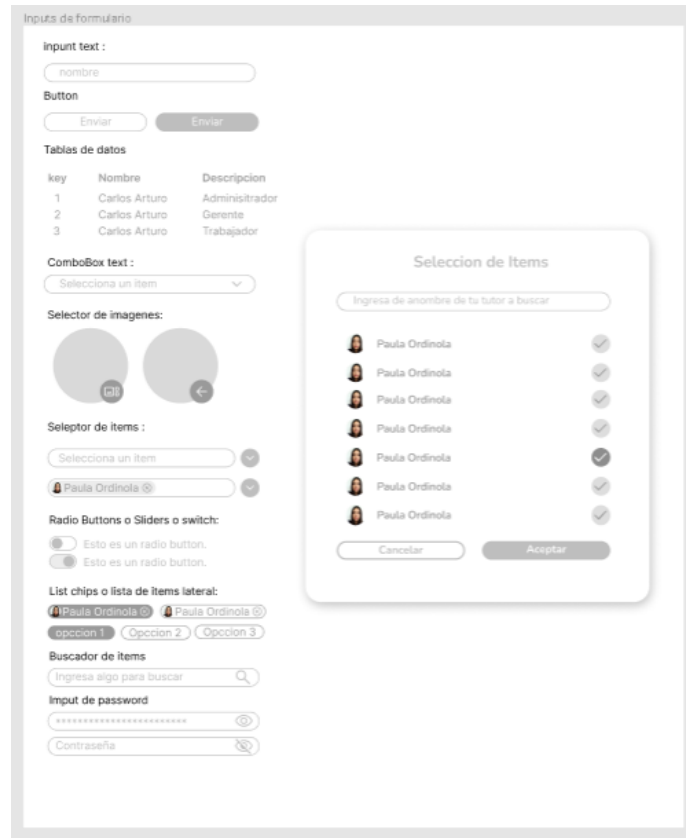 Inputs de formulario
inpunt text :
nombre
Button
Enviar
Enviar
Tablas de datos
key Nombre Descripcion
1 Carlos Arturo Adminisitrador
2 Carlos Arturo Gerente
3 Carlos Arturo Trabajador
ComboBox text :
Selecciona un item
Selector de imagenes:
Seleptor de items :
Selecciona un item
Paula Ordinola
Radio Buttons o Sliders o switch:
Esto es un radio button.
Esto es un radio button.
List chips o lista de items lateral:
Paula Ordinola
Paula Ordinola
opccion 1
Opccion 2
Opccion 3
Buscador de items
Ingresa algo para buscar
Imput de password
************************
Contraseña
Seleccion de Items
Ingresa de anombre de tu tutor a buscar
Paula Ordinola
Paula Ordinola
Paula Ordinola
Paula Ordinola
Paula Ordinola
Paula Ordinola
Paula Ordinola
Cancelar
Aceptar